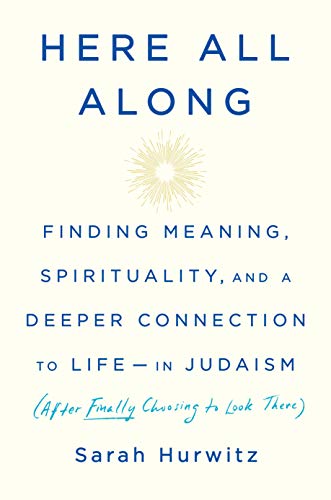 HERE ALL
ALONG
FINDING MEANING,
SPIRITUALITY, AND A
DEEPER CONNECTION
TO LIFE — IN JUDAISM
(After Finally Choosing to Look There)
Sarah Hurwitz